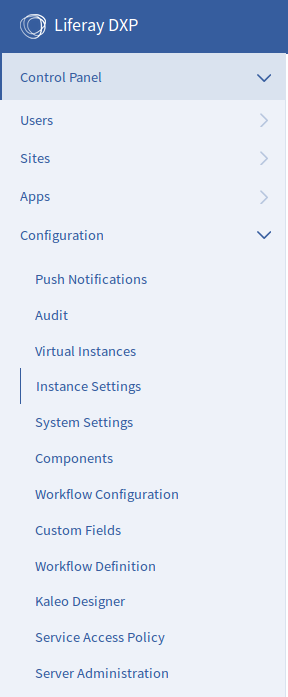 Liferay DXP
Control Panel
Users
Sites
Apps
Configuration
Push Notifications
Audit
Virtual Instances
Instance Settings
System Settings
Components
Workflow Configuration
Custom Fields
Workflow Definition
Kaleo Designer
Service Access Policy
Server Administration